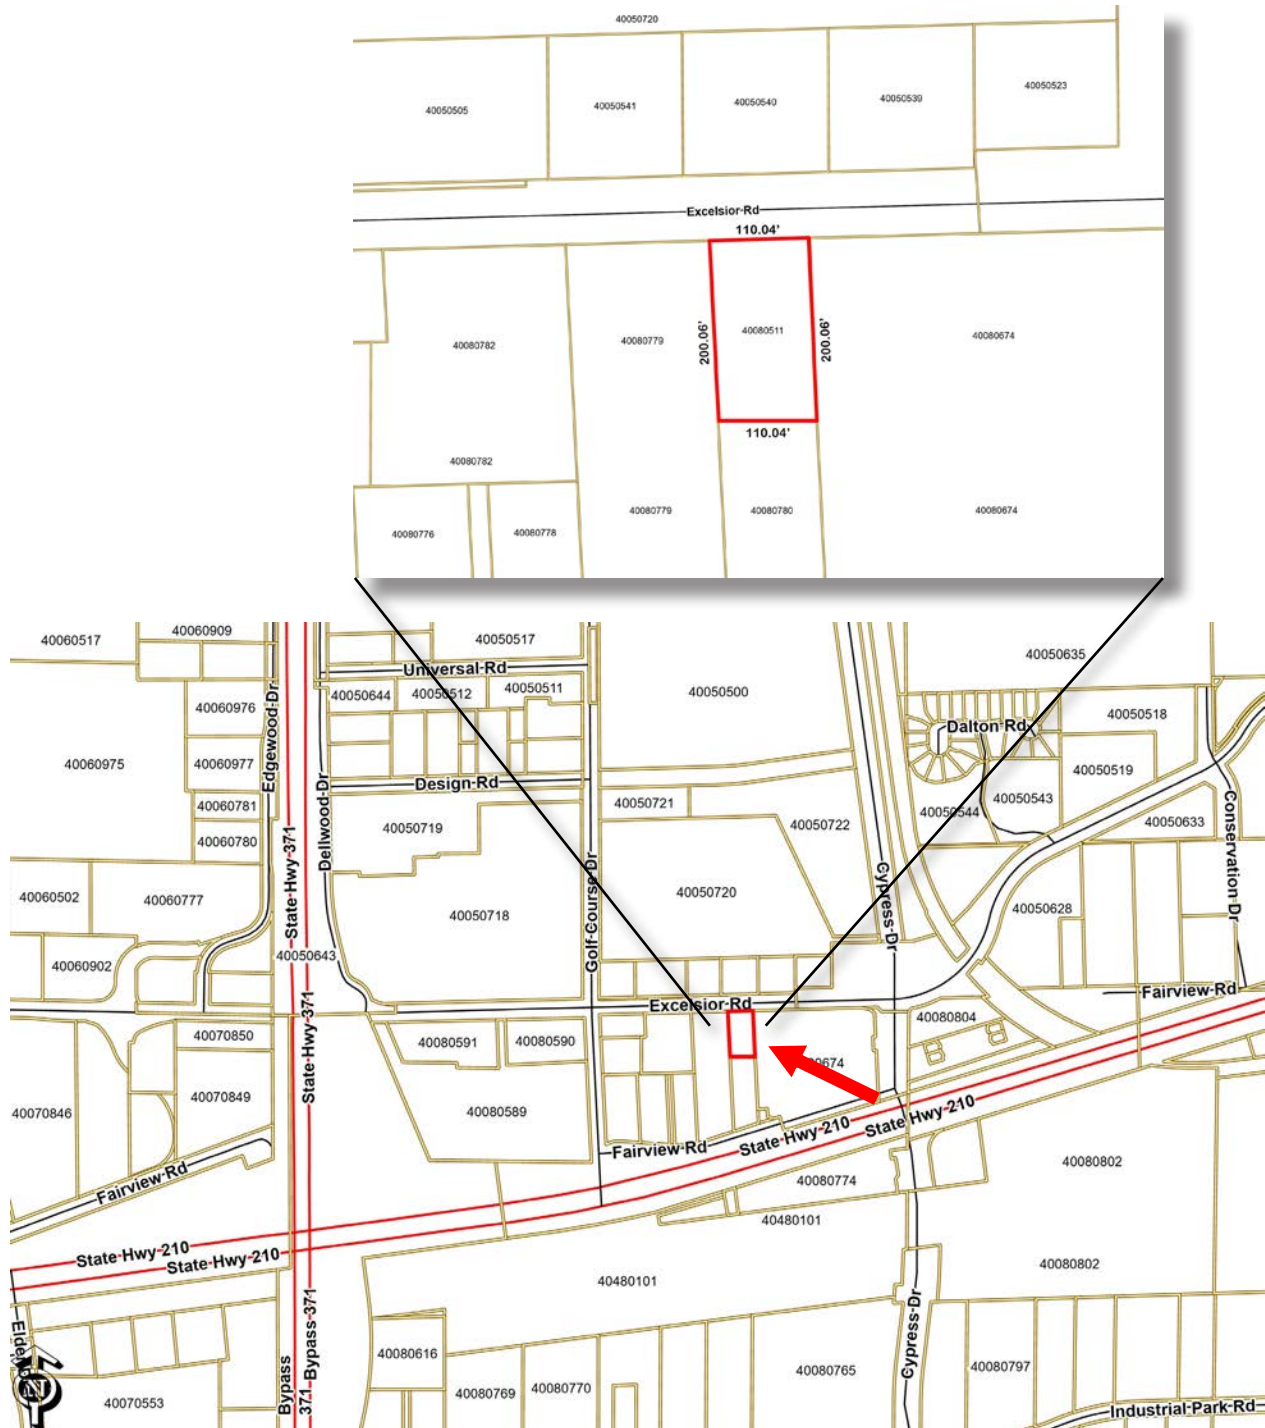 40050720
40050505
40050541
40050540
40050539
40050523
Excelsior Rd
110.04'
40080782
40080779
200.06'
40080511
200.06'
40080674
110.04'
40080782
40080776
40080778
40080779
40080780
40080674
40060517
40060909
40050517
40050635
Universal Rd
40050644
40050512
40050511
40050500
40060976
Edgewood Dr
40050518
Dalton Rd
40060975
40060977
Design Rd
40050519
40060781
40050721
40050544
40050543
40060780
Dellwood Dr
40050719
40050722
40050633
Conservation Dr
State Hwy 371
40060502
40060777
40050718
Golf Course Dr
40050720
Cypress Dr
40050628
40060902
40050643
Fairview Rd
Excelsior Rd
State Hwy 371
40070850
40080591
40080590
40080804
40070846
40070849
40080589
State Hwy 210
State Hwy 210
Fairview Rd
Fairview Rd
40080774
40080802
40480101
State Hwy 210
State Hwy 210
40480101
40080802
Bypass 371
Bypass
371
Cypress Dr
N
40080616
40080769
40080770
40080765
40080797
40070553
Industrial Park Rd